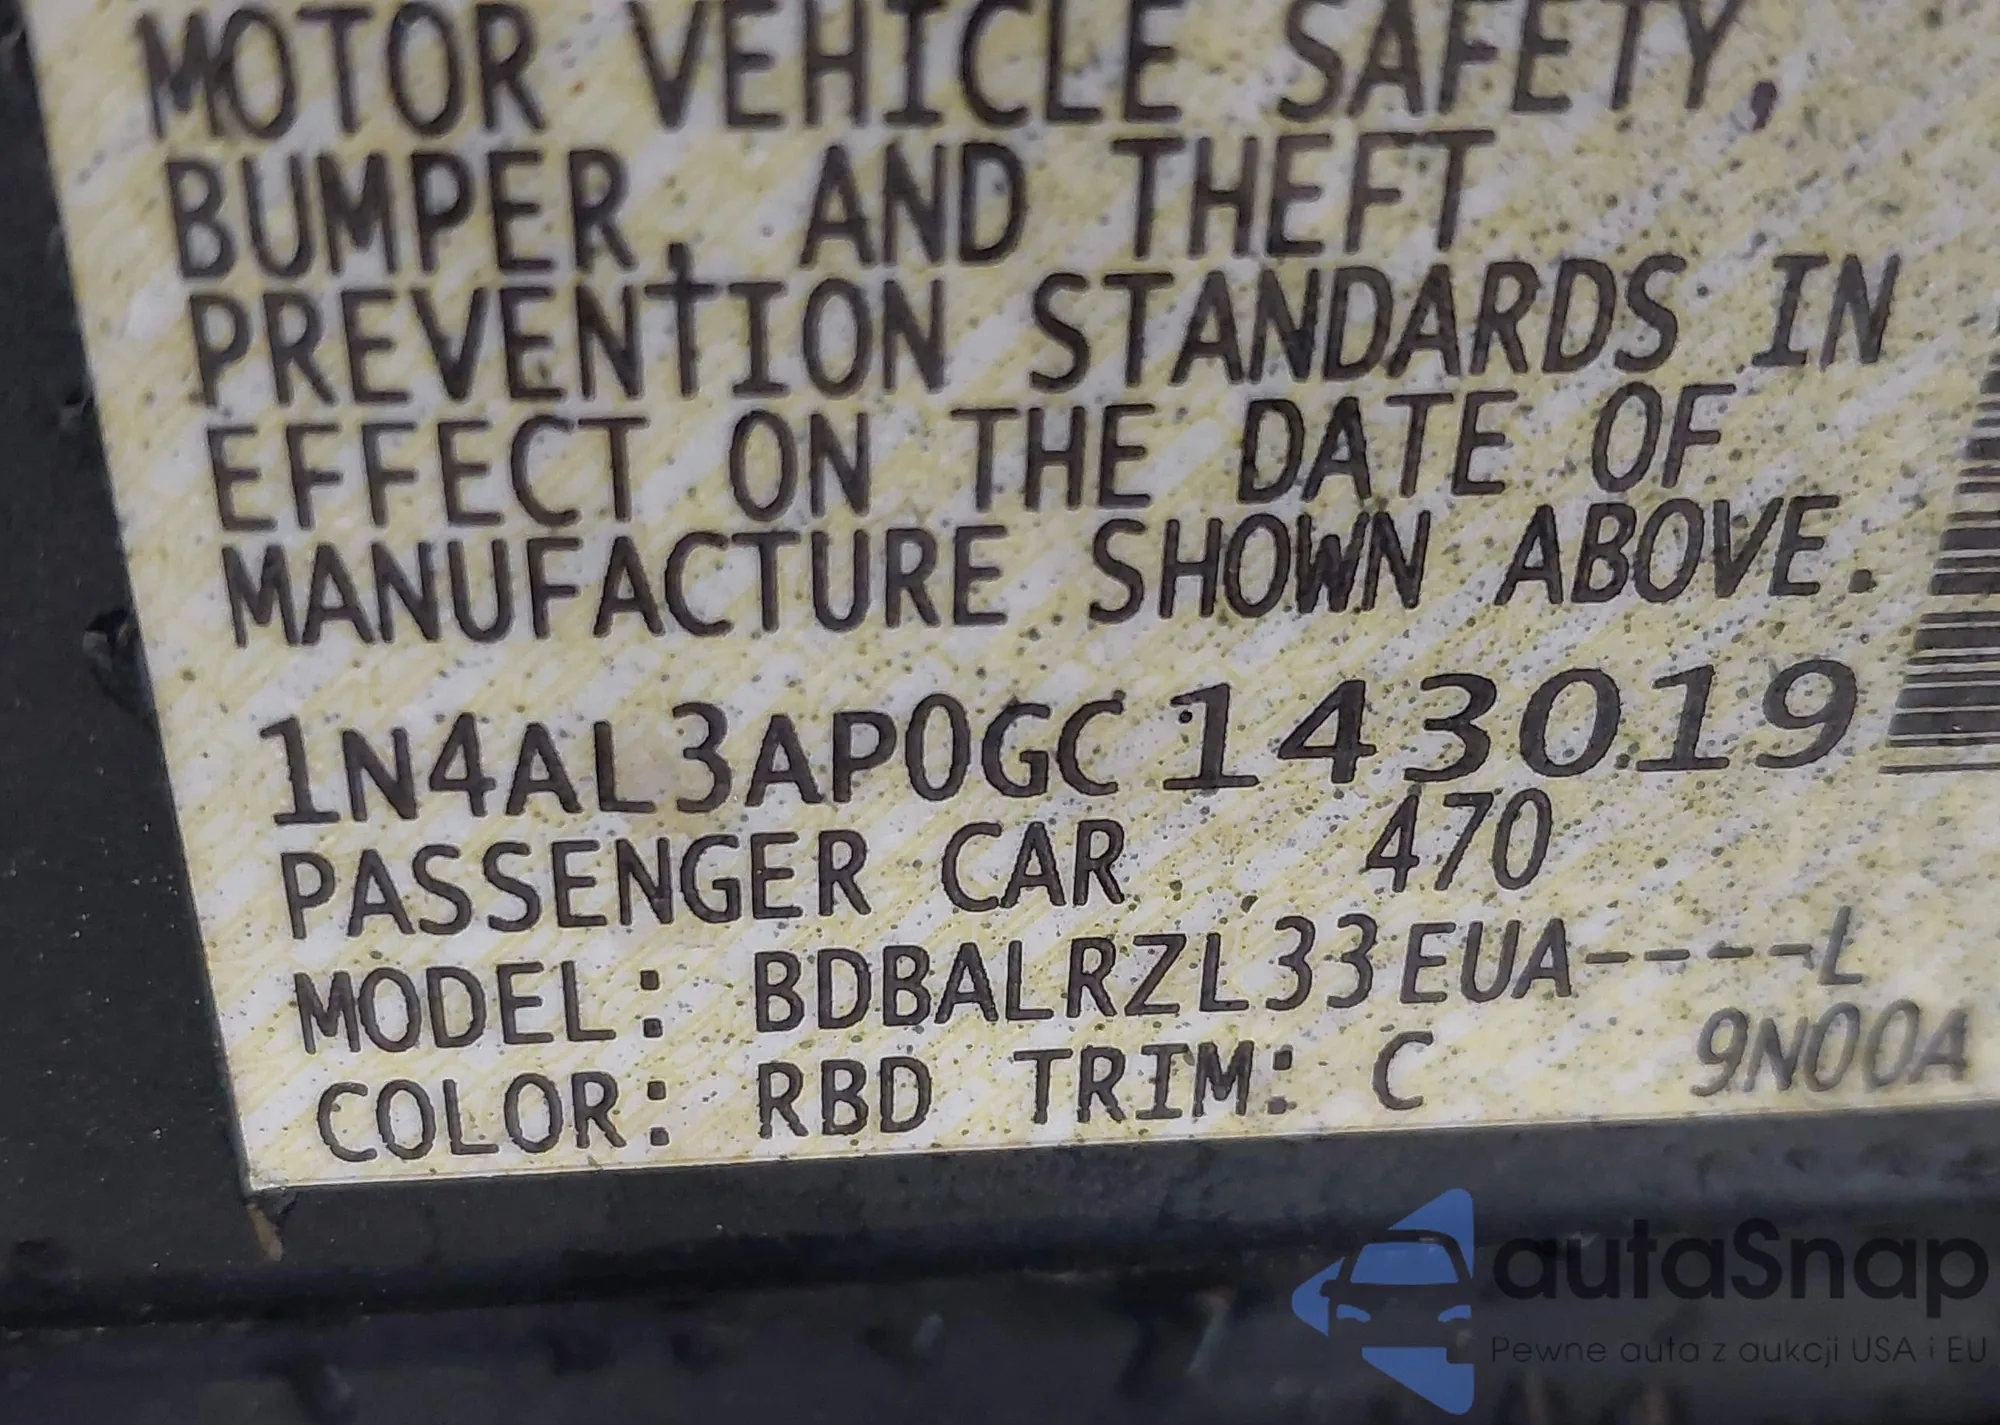 MOTOR VEHICLE SAFETY,
BUMPER, AND THEFT
PREVENTION STANDARDS IN
EFFECT ON THE DATE OF
MANUFACTURE SHOWN ABOVE.
1N4AL3AP0GC143019
PASSENGER CAR 470
MODEL: BDBALRZL33EUA----L
COLOR: RBD TRIM: C 9N00A
autaSnap
Pewne auta z aukcji USA i EU